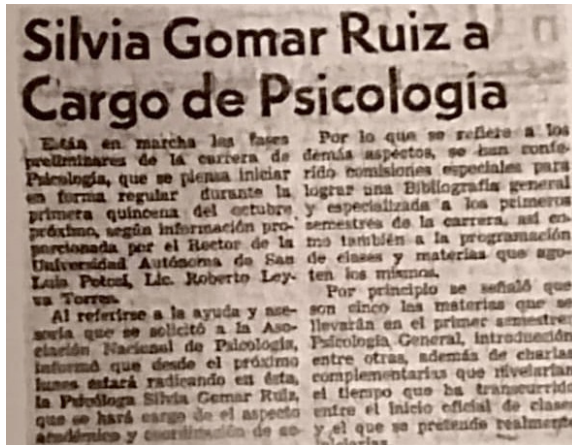 Silvia Gomar Ruiz a
Cargo de Psicología
Están en marcha las fases
preliminares de la carrera de
Psicología, que se piensa iniciar
en forma regular durante la
primera quincena del octubre
próximo, según información pro-
porcionada por el Rector de la
Universidad Autónoma de San
Luis Potosí, Lic. Roberto Ley-
va Torres.
Al referirse a la ayuda y ase-
soría que se solicitó a la Aso-
ciación Nacional de Psicología,
informó que desde el próximo
lunes estará radicando en ésta,
la Psicóloga Silvia Gomar Ruiz,
que se hará cargo de el aspecto
académico y coordinación de
Por lo que se refiere a los
demás aspectos, se han confe-
rido comisiones especiales para
lograr una Bibliografía general
y especializada a los primeros
semestres de la carrera, así co-
mo también a la programación
de clases y materias que ago-
ten los mismos.
Por principio se señaló que
son cinco las materias que se
llevarán en el primer semestre:
Psicología General, introducción
entre otras, además de charlas
complementarias que nivelarían
el tiempo que ha transcurrido
entre el inicio oficial de clases
y el que se pretende realmente